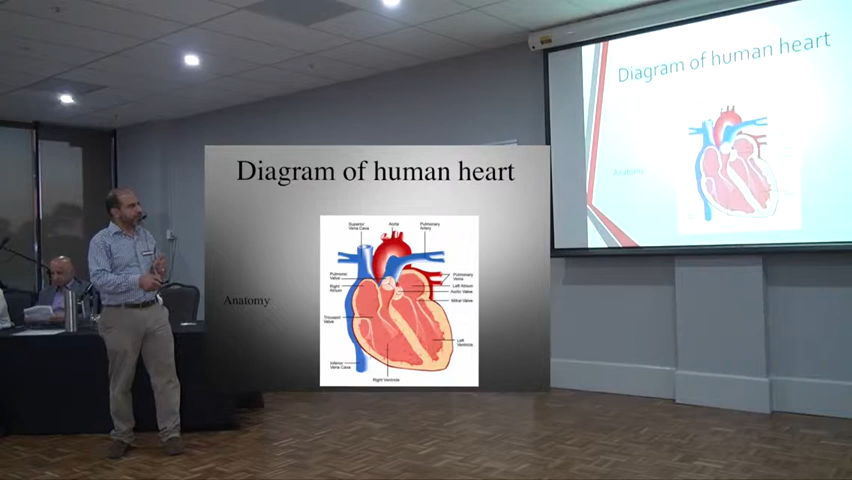 Diagram of human heart
Anatomy
Superior
Vena Cava
Aorta
Pulmonary
Artery
Pulmonic
Valve
Right
Atrium
Tricuspid
Valve
Inferior
Vena Cava
Right Ventricle
Pulmonary
Veins
Left Atrium
Aortic Valve
Mitral Valve
Left
Ventricle
Diagram of human heart
Anatomy